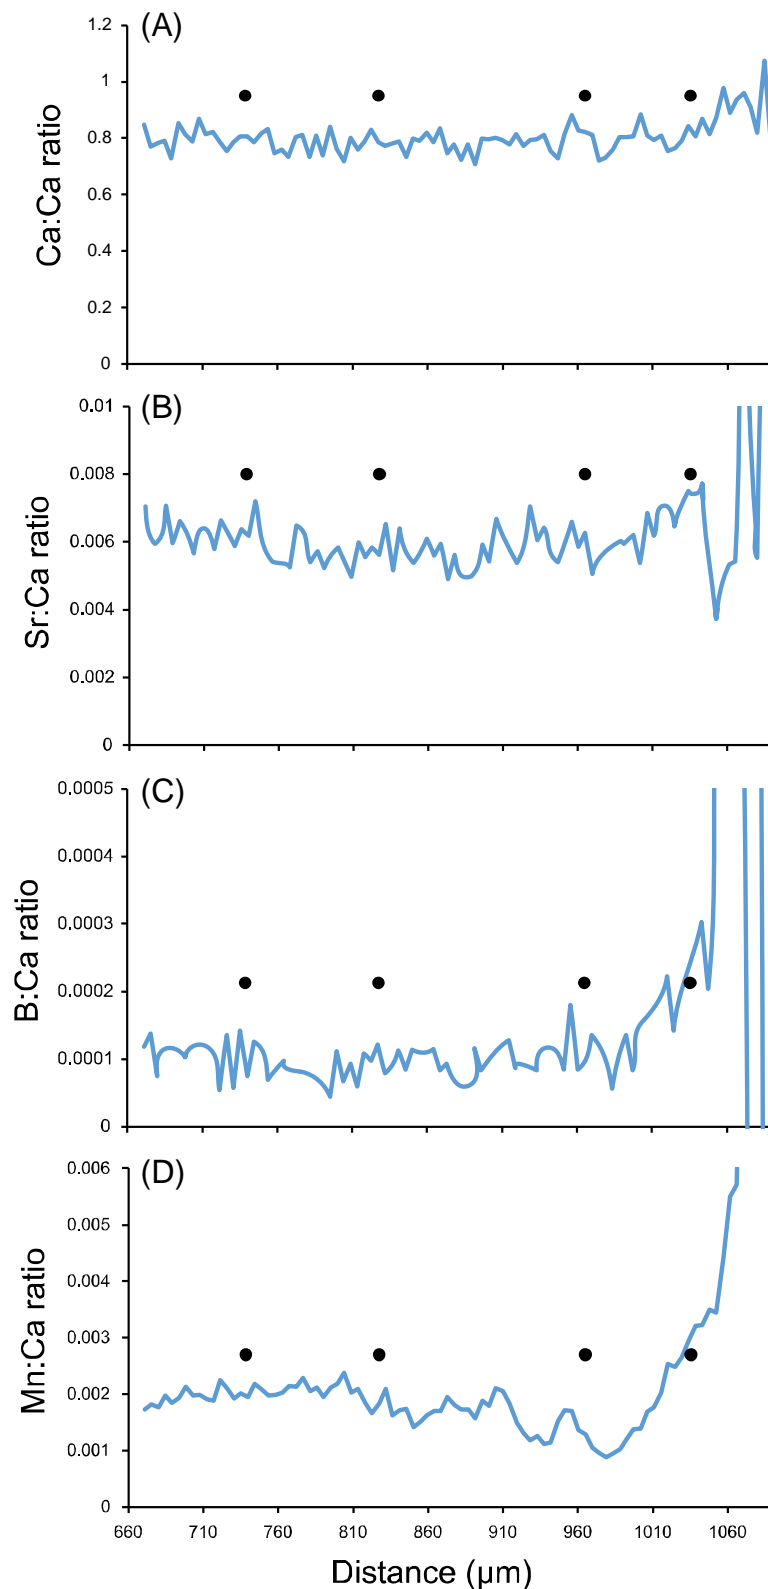 (A)
1.2
1
0.8
0.6
0.4
0.2
0
Ca:Ca ratio
(B)
0.01
0.008
0.006
0.004
0.002
0
Sr:Ca ratio
(C)
0.0005
0.0004
0.0003
0.0002
0.0001
0
B:Ca ratio
(D)
0.006
0.005
0.004
0.003
0.002
0.001
0
Mn:Ca ratio
660 710 760 810 860 910 960 1010 1060
Distance (μm)